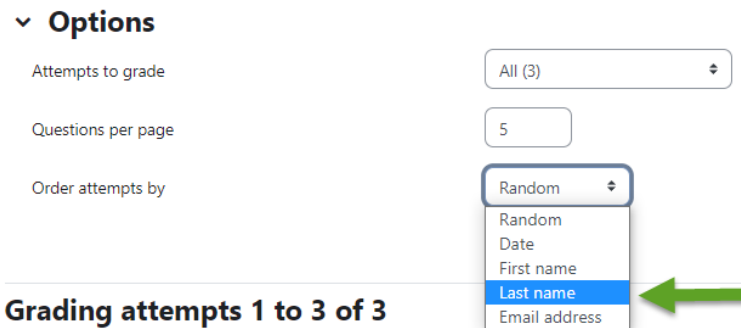 Options
Attempts to grade All (3)
Questions per page 5
Order attempts by Random
Random
Date
First name
Last name
Email address
Grading attempts 1 to 3 of 3